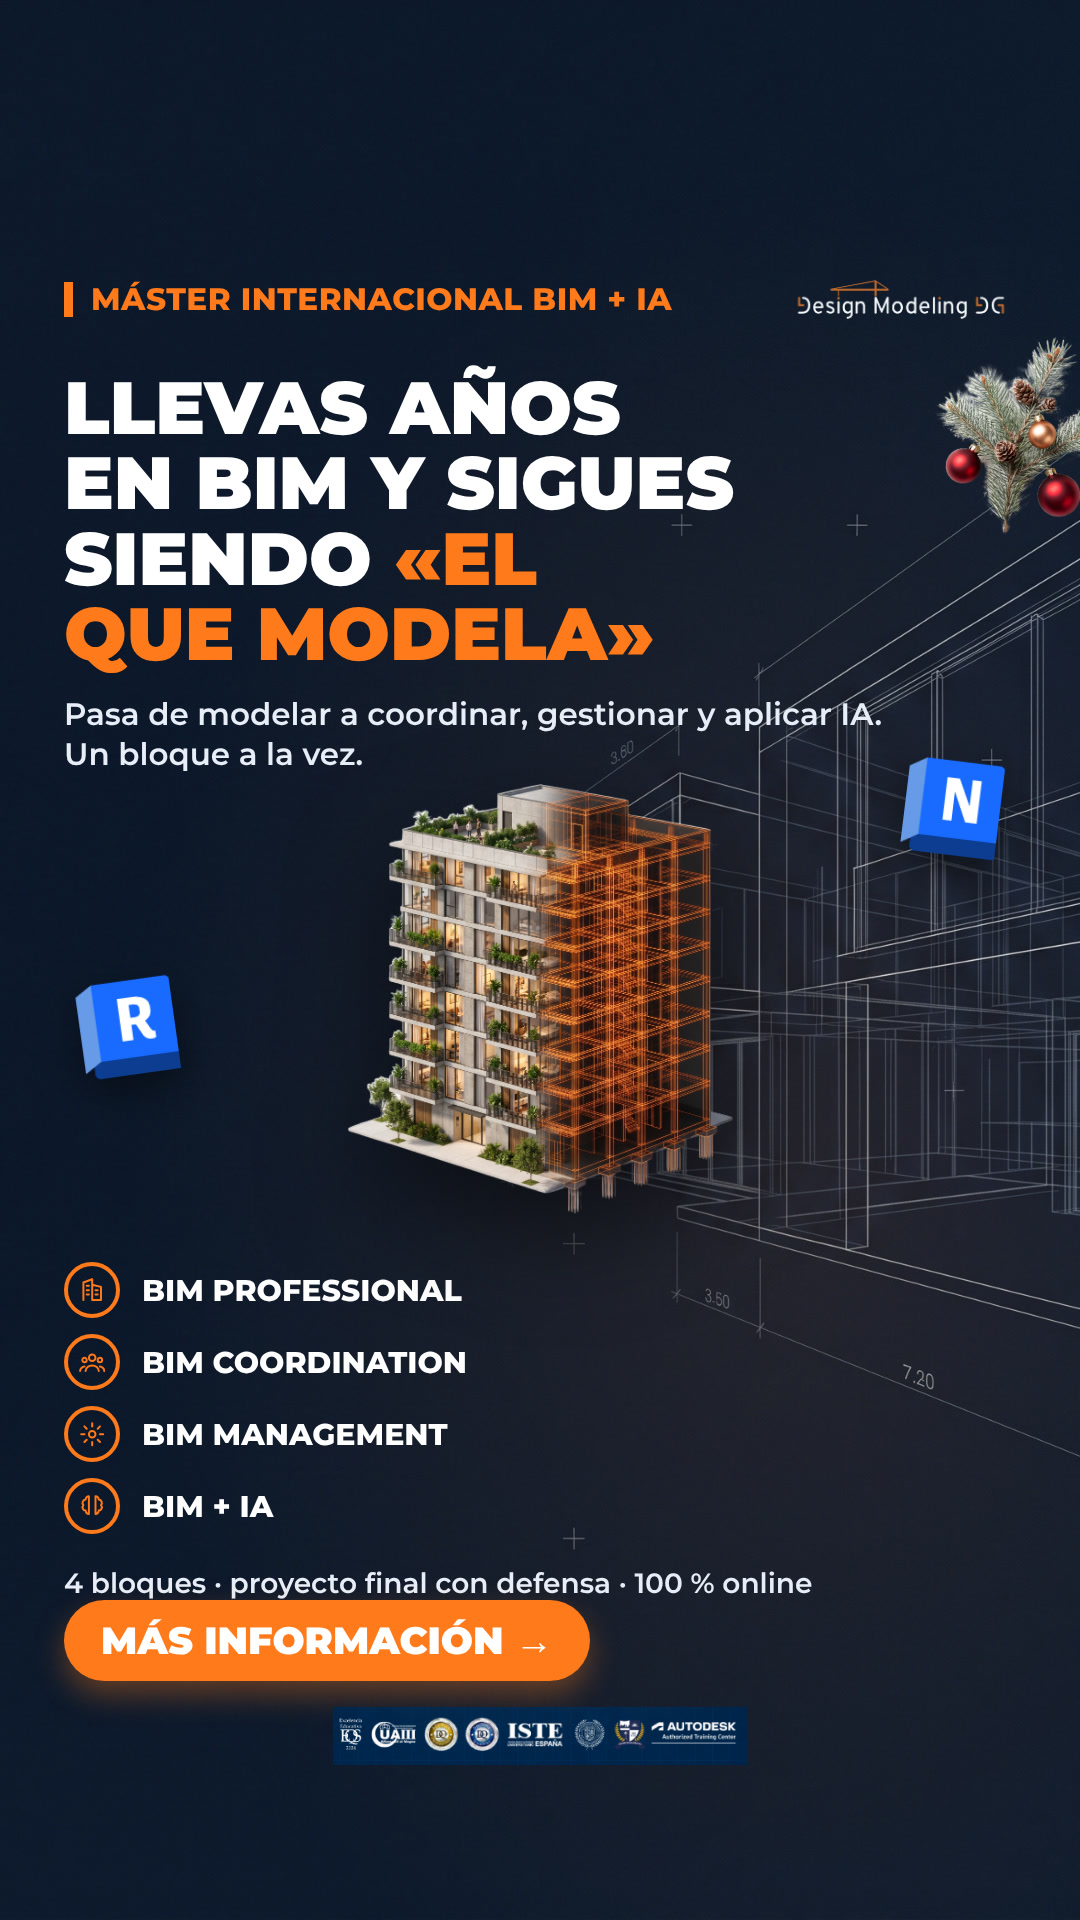 MÁSTER INTERNACIONAL BIM + IA
Design Modeling DG
LLEVAS AÑOS
EN BIM Y SIGUES
SIENDO «EL
QUE MODELA»
Pasa de modelar a coordinar, gestionar y aplicar IA.
Un bloque a la vez.
3.60
N
R
BIM PROFESSIONAL
3.50
BIM COORDINATION
7.20
BIM MANAGEMENT
BIM + IA
4 bloques · proyecto final con defensa · 100 % online
MÁS INFORMACIÓN →
ISTE
ESPAÑA
AUTODESK
Authorized Training Center